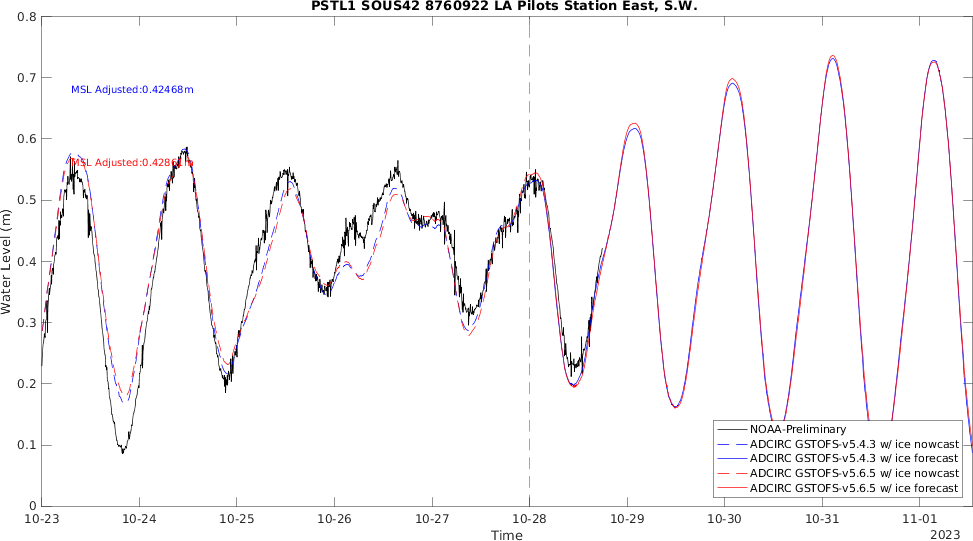 PSTL1 SOUS42 8760922 LA Pilots Station East, S.W.
0.8
0.7
0.6
0.5
0.4
0.3
0.2
0.1
0
Water Level (m)
MSL Adjusted:0.42468m
MSL Adjusted:0.4286 m
NOAA-Preliminary
ADCIRC GSTOFS-v5.4.3 w/ ice nowcast
ADCIRC GSTOFS-v5.4.3 w/ ice forecast
ADCIRC GSTOFS-v5.6.5 w/ ice nowcast
ADCIRC GSTOFS-v5.6.5 w/ ice forecast
10-23 10-24 10-25 10-26 10-27 10-28 10-29 10-30 10-31 11-01
Time
2023